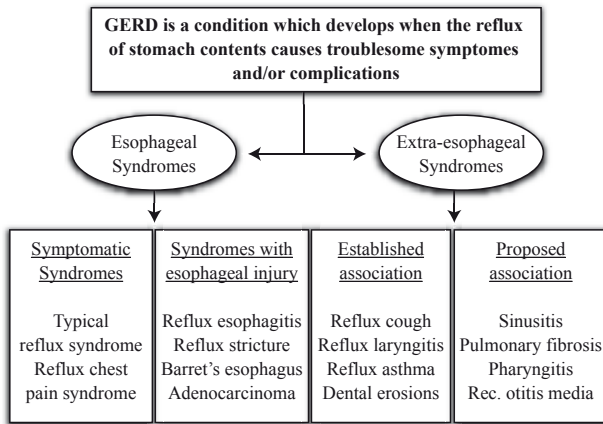 GERD is a condition which develops when the reflux
of stomach contents causes troublesome symptomes
and/or complications
Esophageal
Syndromes
Extra-esophageal
Syndromes
Symptomatic
Syndromes
Typical
reflux syndrome
Reflux chest
pain syndrome
Syndromes with
esophageal injury
Reflux esophagitis
Reflux stricture
Barret's esophagus
Adenocarcinoma
Established
association
Reflux cough
Reflux laryngitis
Reflux asthma
Dental erosions
Proposed
association
Sinusitis
Pulmonary fibrosis
Pharyngitis
Rec. otitis media